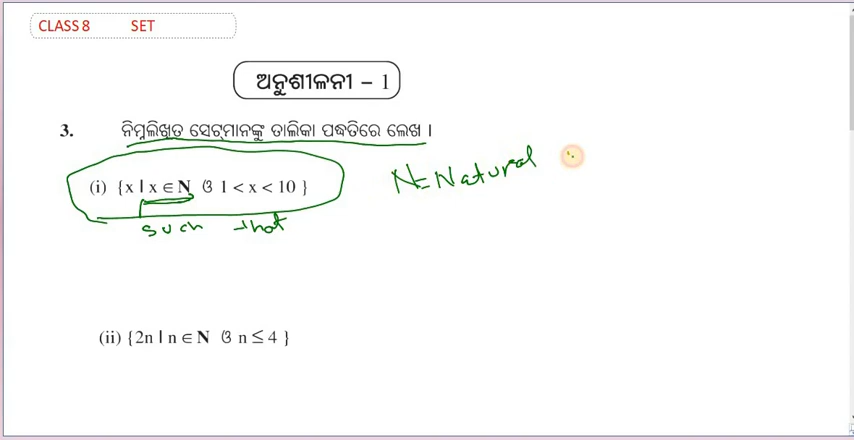 CLASS 8 SET
ଅନୁଶୀଳନୀ – 1
3. ନିମ୍ନଲିଖିତ ସେଟ୍‌ମାନଙ୍କୁ ତାଲିକା ପଦ୍ଧତିରେ ଲେଖ ।
(i) {x | x ∈ N ଓ 1 < x < 10 }
N = Natural
such that
(ii) {2n | n ∈ N ଓ n ≤ 4 }